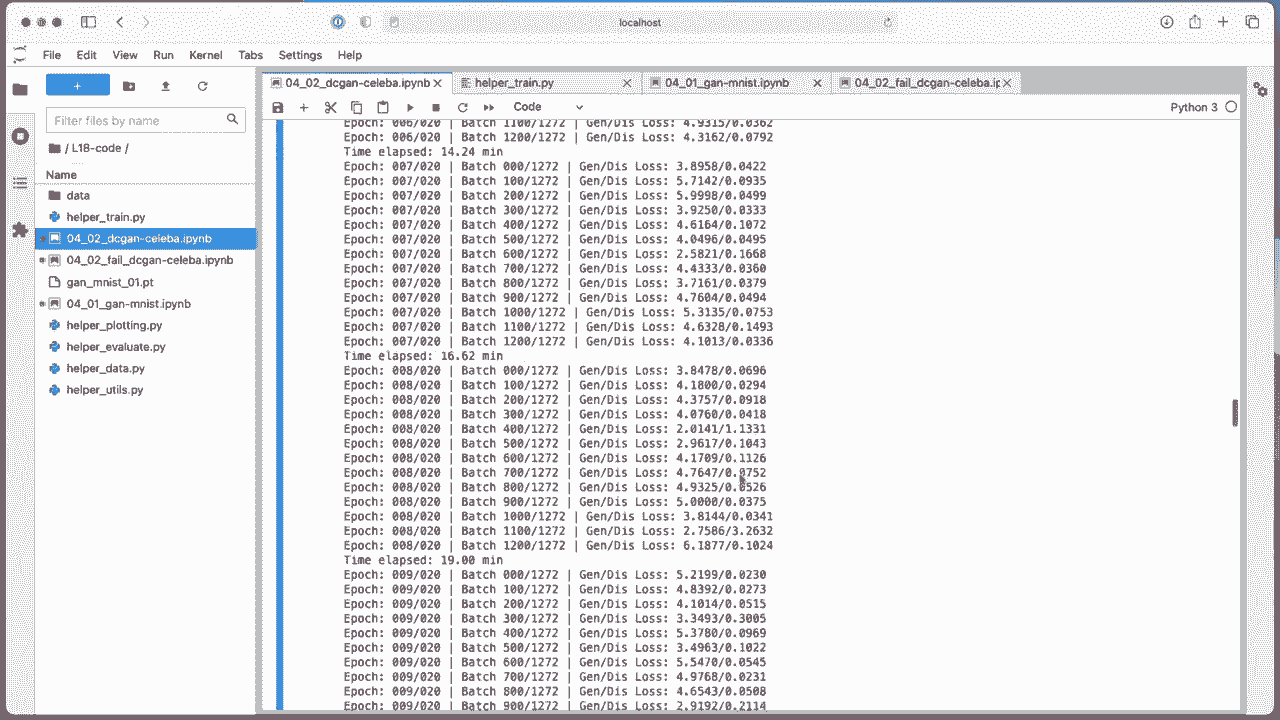 localhost
File Edit View Run Kernel Tabs Settings Help
04_02_dcgan-celeba.ipynb helper_train.py 04_01_gan-mnist.ipynb 04_02_fail_dcgan-celeba.ip
Code Python 3
Filter files by name
/ L18-code /
Name
data
helper_train.py
04_02_dcgan-celeba.ipynb
04_02_fail_dcgan-celeba.ipynb
gan_mnist_01.pt
04_01_gan-mnist.ipynb
helper_plotting.py
helper_evaluate.py
helper_data.py
helper_utils.py
Epoch: 006/020 | Batch 1100/1272 | Gen/Dis Loss: 4.9315/0.0362
Epoch: 006/020 | Batch 1200/1272 | Gen/Dis Loss: 4.3162/0.0792
Time elapsed: 14.24 min
Epoch: 007/020 | Batch 000/1272 | Gen/Dis Loss: 3.8958/0.0422
Epoch: 007/020 | Batch 100/1272 | Gen/Dis Loss: 5.7142/0.0935
Epoch: 007/020 | Batch 200/1272 | Gen/Dis Loss: 5.9998/0.0499
Epoch: 007/020 | Batch 300/1272 | Gen/Dis Loss: 3.9250/0.0333
Epoch: 007/020 | Batch 400/1272 | Gen/Dis Loss: 4.6164/0.1072
Epoch: 007/020 | Batch 500/1272 | Gen/Dis Loss: 4.0496/0.0495
Epoch: 007/020 | Batch 600/1272 | Gen/Dis Loss: 2.5821/0.1668
Epoch: 007/020 | Batch 700/1272 | Gen/Dis Loss: 4.4333/0.0360
Epoch: 007/020 | Batch 800/1272 | Gen/Dis Loss: 3.7161/0.0379
Epoch: 007/020 | Batch 900/1272 | Gen/Dis Loss: 4.7604/0.0494
Epoch: 007/020 | Batch 1000/1272 | Gen/Dis Loss: 5.3135/0.0753
Epoch: 007/020 | Batch 1100/1272 | Gen/Dis Loss: 4.6328/0.1493
Epoch: 007/020 | Batch 1200/1272 | Gen/Dis Loss: 4.1013/0.0336
Time elapsed: 16.62 min
Epoch: 008/020 | Batch 000/1272 | Gen/Dis Loss: 3.8478/0.0696
Epoch: 008/020 | Batch 100/1272 | Gen/Dis Loss: 4.1800/0.0294
Epoch: 008/020 | Batch 200/1272 | Gen/Dis Loss: 4.3757/0.0918
Epoch: 008/020 | Batch 300/1272 | Gen/Dis Loss: 4.0760/0.0418
Epoch: 008/020 | Batch 400/1272 | Gen/Dis Loss: 2.0141/1.1331
Epoch: 008/020 | Batch 500/1272 | Gen/Dis Loss: 2.9617/0.1043
Epoch: 008/020 | Batch 600/1272 | Gen/Dis Loss: 4.1709/0.1126
Epoch: 008/020 | Batch 700/1272 | Gen/Dis Loss: 4.7647/0.0752
Epoch: 008/020 | Batch 800/1272 | Gen/Dis Loss: 4.9325/0.0526
Epoch: 008/020 | Batch 900/1272 | Gen/Dis Loss: 5.0000/0.0375
Epoch: 008/020 | Batch 1000/1272 | Gen/Dis Loss: 3.8144/0.0341
Epoch: 008/020 | Batch 1100/1272 | Gen/Dis Loss: 2.7586/3.2632
Epoch: 008/020 | Batch 1200/1272 | Gen/Dis Loss: 6.1877/0.1024
Time elapsed: 19.00 min
Epoch: 009/020 | Batch 000/1272 | Gen/Dis Loss: 5.2199/0.0230
Epoch: 009/020 | Batch 100/1272 | Gen/Dis Loss: 4.8392/0.0273
Epoch: 009/020 | Batch 200/1272 | Gen/Dis Loss: 4.1014/0.0515
Epoch: 009/020 | Batch 300/1272 | Gen/Dis Loss: 3.3493/0.3005
Epoch: 009/020 | Batch 400/1272 | Gen/Dis Loss: 5.3780/0.0969
Epoch: 009/020 | Batch 500/1272 | Gen/Dis Loss: 3.4963/0.1022
Epoch: 009/020 | Batch 600/1272 | Gen/Dis Loss: 5.5470/0.0545
Epoch: 009/020 | Batch 700/1272 | Gen/Dis Loss: 4.9768/0.0231
Epoch: 009/020 | Batch 800/1272 | Gen/Dis Loss: 4.6543/0.0508
Epoch: 009/020 | Batch 900/1272 | Gen/Dis Loss: 2.9192/0.2114